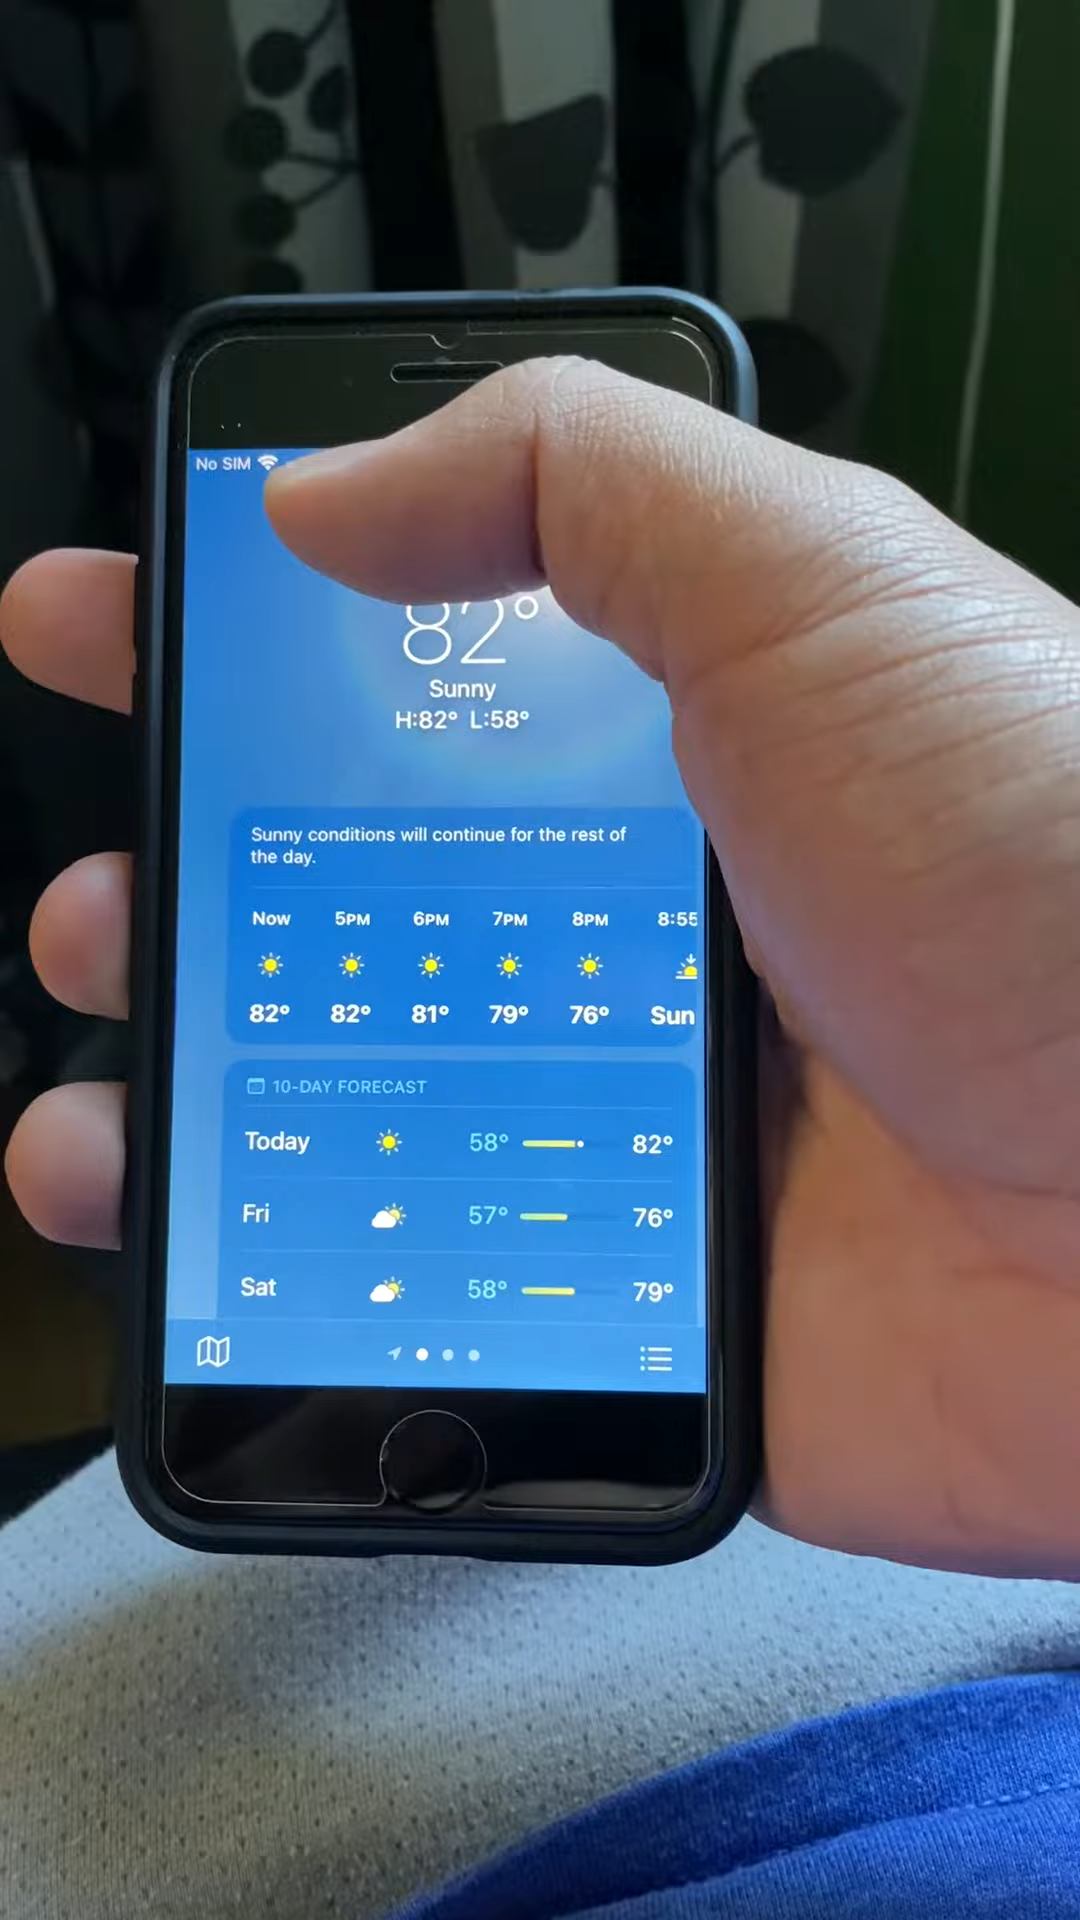 No SIM
82°
Sunny
H:82° L:58°
Sunny conditions will continue for the rest of
the day.
Now 5PM 6PM 7PM 8PM 8:55
82° 82° 81° 79° 76° Sun
10-DAY FORECAST
Today 58° 82°
Fri 57° 76°
Sat 58° 79°